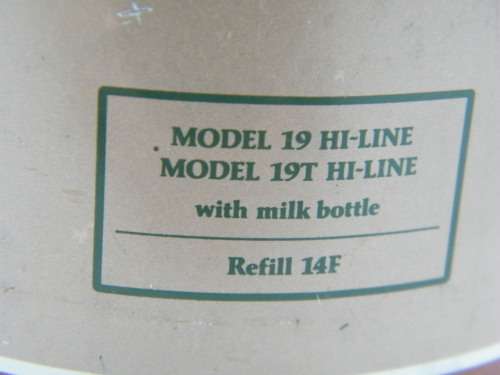 MODEL 19 HI-LINE
MODEL 19T HI-LINE
with milk bottle
Refill 14F